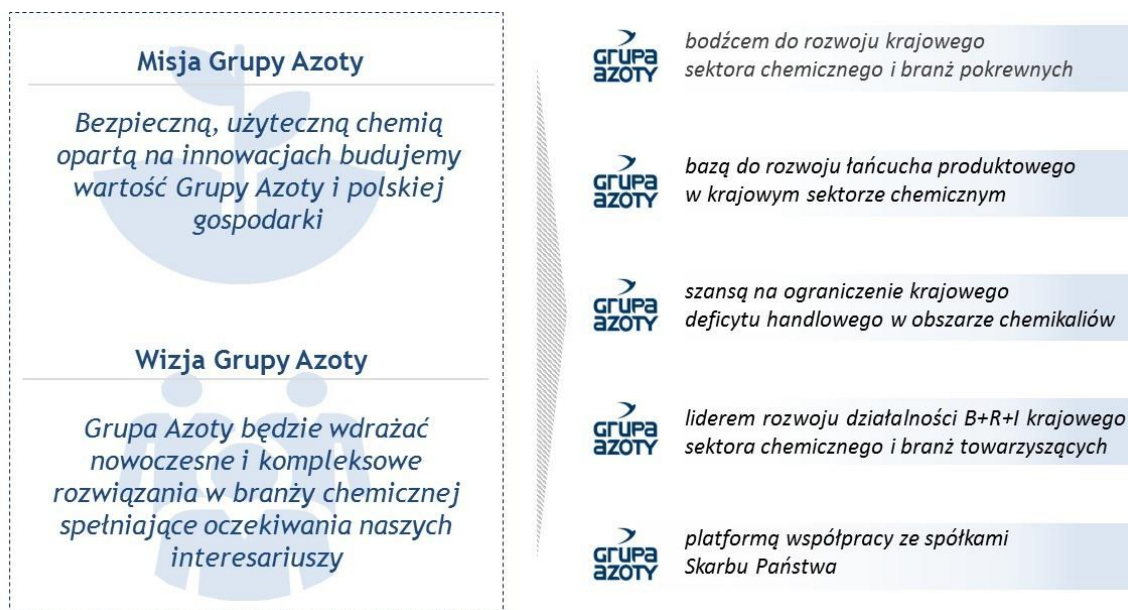 Misja Grupy Azoty
Bezpieczną, użyteczną chemią
opartą na innowacjach budujemy
wartość Grupy Azoty i polskiej
gospodarki
Wizja Grupy Azoty
Grupa Azoty będzie wdrażać
nowoczesne i kompleksowe
rozwiązania w branży chemicznej
spełniające oczekiwania naszych
interesariuszy
GRUPA
AZOTY
bodźcem do rozwoju krajowego
sektora chemicznego i branż pokrewnych
GRUPA
AZOTY
bazą do rozwoju łańcucha produktowego
w krajowym sektorze chemicznym
GRUPA
AZOTY
szansą na ograniczenie krajowego
deficytu handlowego w obszarze chemikaliów
GRUPA
AZOTY
liderem rozwoju działalności B+R+I krajowego
sektora chemicznego i branż towarzyszących
GRUPA
AZOTY
platformą współpracy ze spółkami
Skarbu Państwa